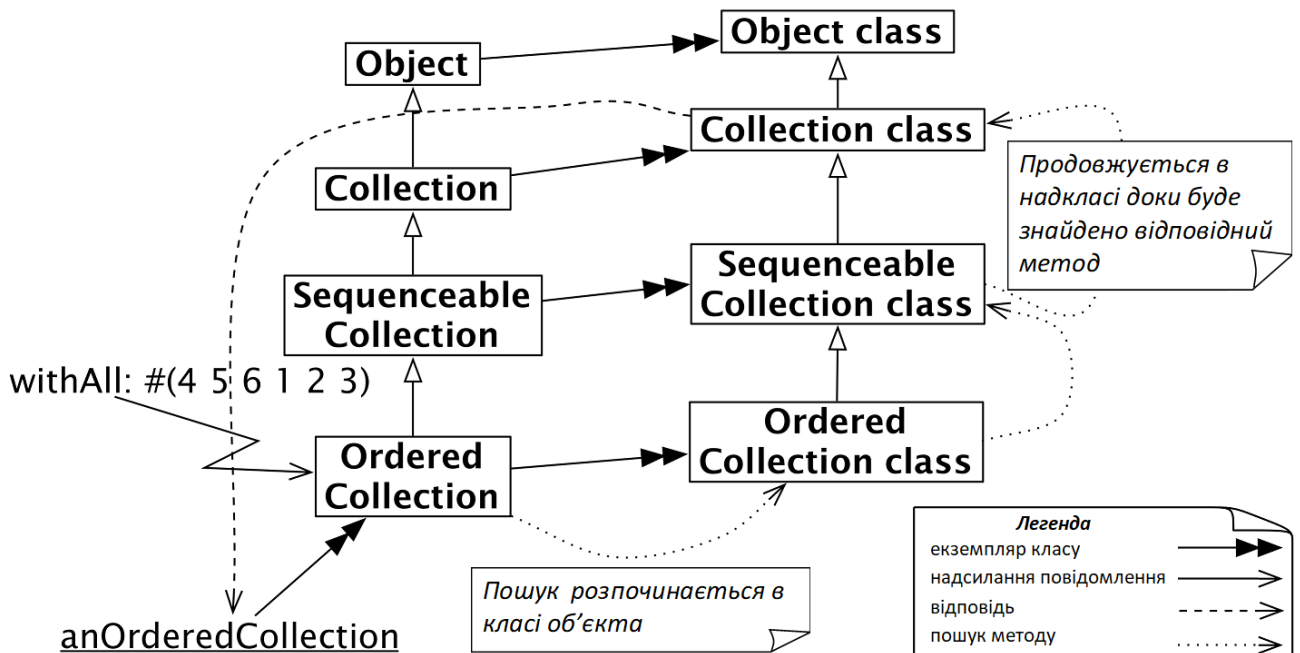 Object class
Object
Collection class
Продовжується в
надкласі доки буде
знайдено відповідний
метод
Collection
Sequenceable
Collection class
Sequenceable
Collection
withAll: #(4 5 6 1 2 3)
Ordered
Collection class
Ordered
Collection
Легенда
екземпляр класу
надсилання повідомлення
відповідь
пошук методу
Пошук розпочинається в
класі об’єкта
anOrderedCollection